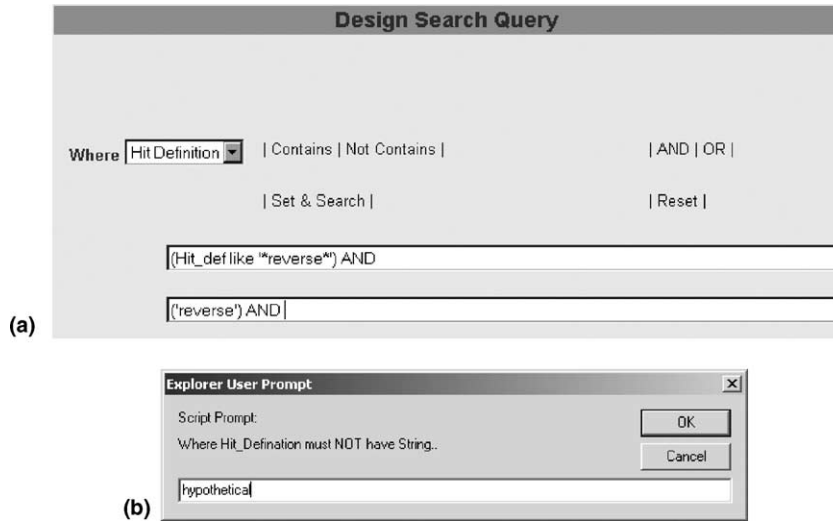 Design Search Query
Where Hit Definition | Contains | Not Contains | | AND | OR |
| Set & Search | | Reset |
(Hit_def like '*reverse*') AND
(a) ('reverse') AND
Explorer User Prompt
Script Prompt: OK
Where Hit_Defination must NOT have String..
Cancel
(b) hypothetical